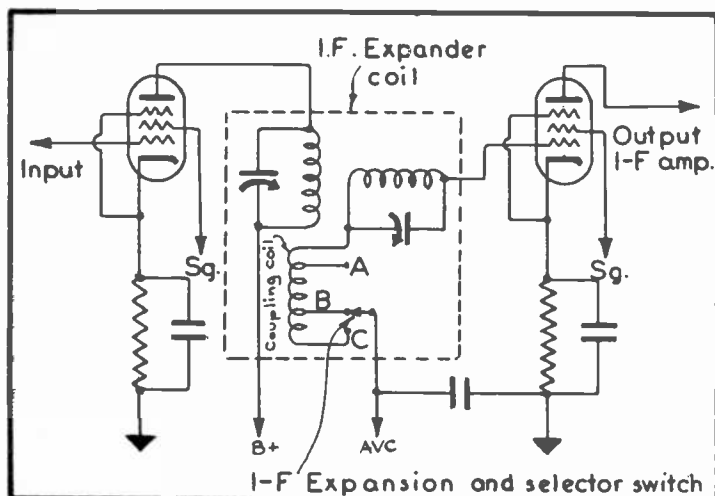 I.F. Expander
coil
Input
Output
I-F amp.
Sg.
Sg.
Coupling coil
A
B
C
B+
AVC
I-F Expansion and selector switch